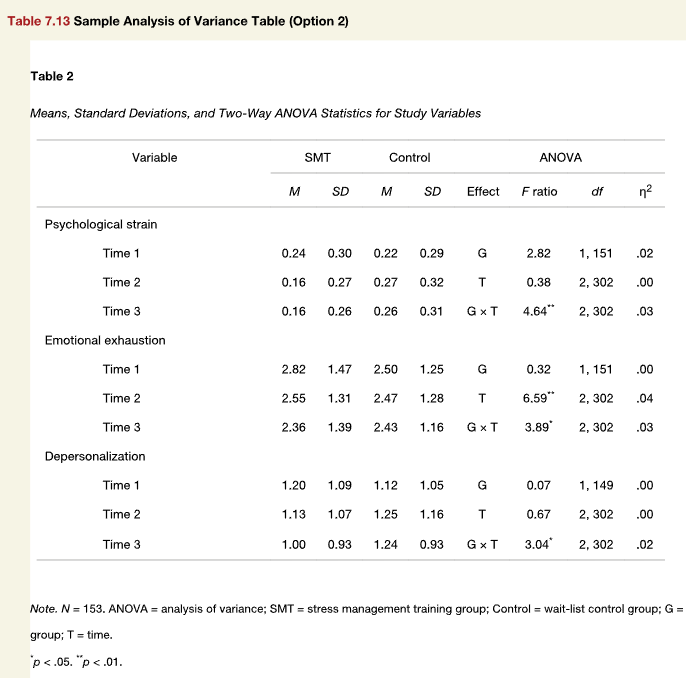 Table 7.13 Sample Analysis of Variance Table (Option 2)
Table 2
Means, Standard Deviations, and Two-Way ANOVA Statistics for Study Variables
Variable SMT Control ANOVA
M SD M SD Effect F ratio df η²
Psychological strain
Time 1 0.24 0.30 0.22 0.29 G 2.82 1, 151 .02
Time 2 0.16 0.27 0.27 0.32 T 0.38 2, 302 .00
Time 3 0.16 0.26 0.26 0.31 G × T 4.64** 2, 302 .03
Emotional exhaustion
Time 1 2.82 1.47 2.50 1.25 G 0.32 1, 151 .00
Time 2 2.55 1.31 2.47 1.28 T 6.59** 2, 302 .04
Time 3 2.36 1.39 2.43 1.16 G × T 3.89* 2, 302 .03
Depersonalization
Time 1 1.20 1.09 1.12 1.05 G 0.07 1, 149 .00
Time 2 1.13 1.07 1.25 1.16 T 0.67 2, 302 .00
Time 3 1.00 0.93 1.24 0.93 G × T 3.04* 2, 302 .02
Note. N = 153. ANOVA = analysis of variance; SMT = stress management training group; Control = wait-list control group; G =
group; T = time.
*p < .05. **p < .01.